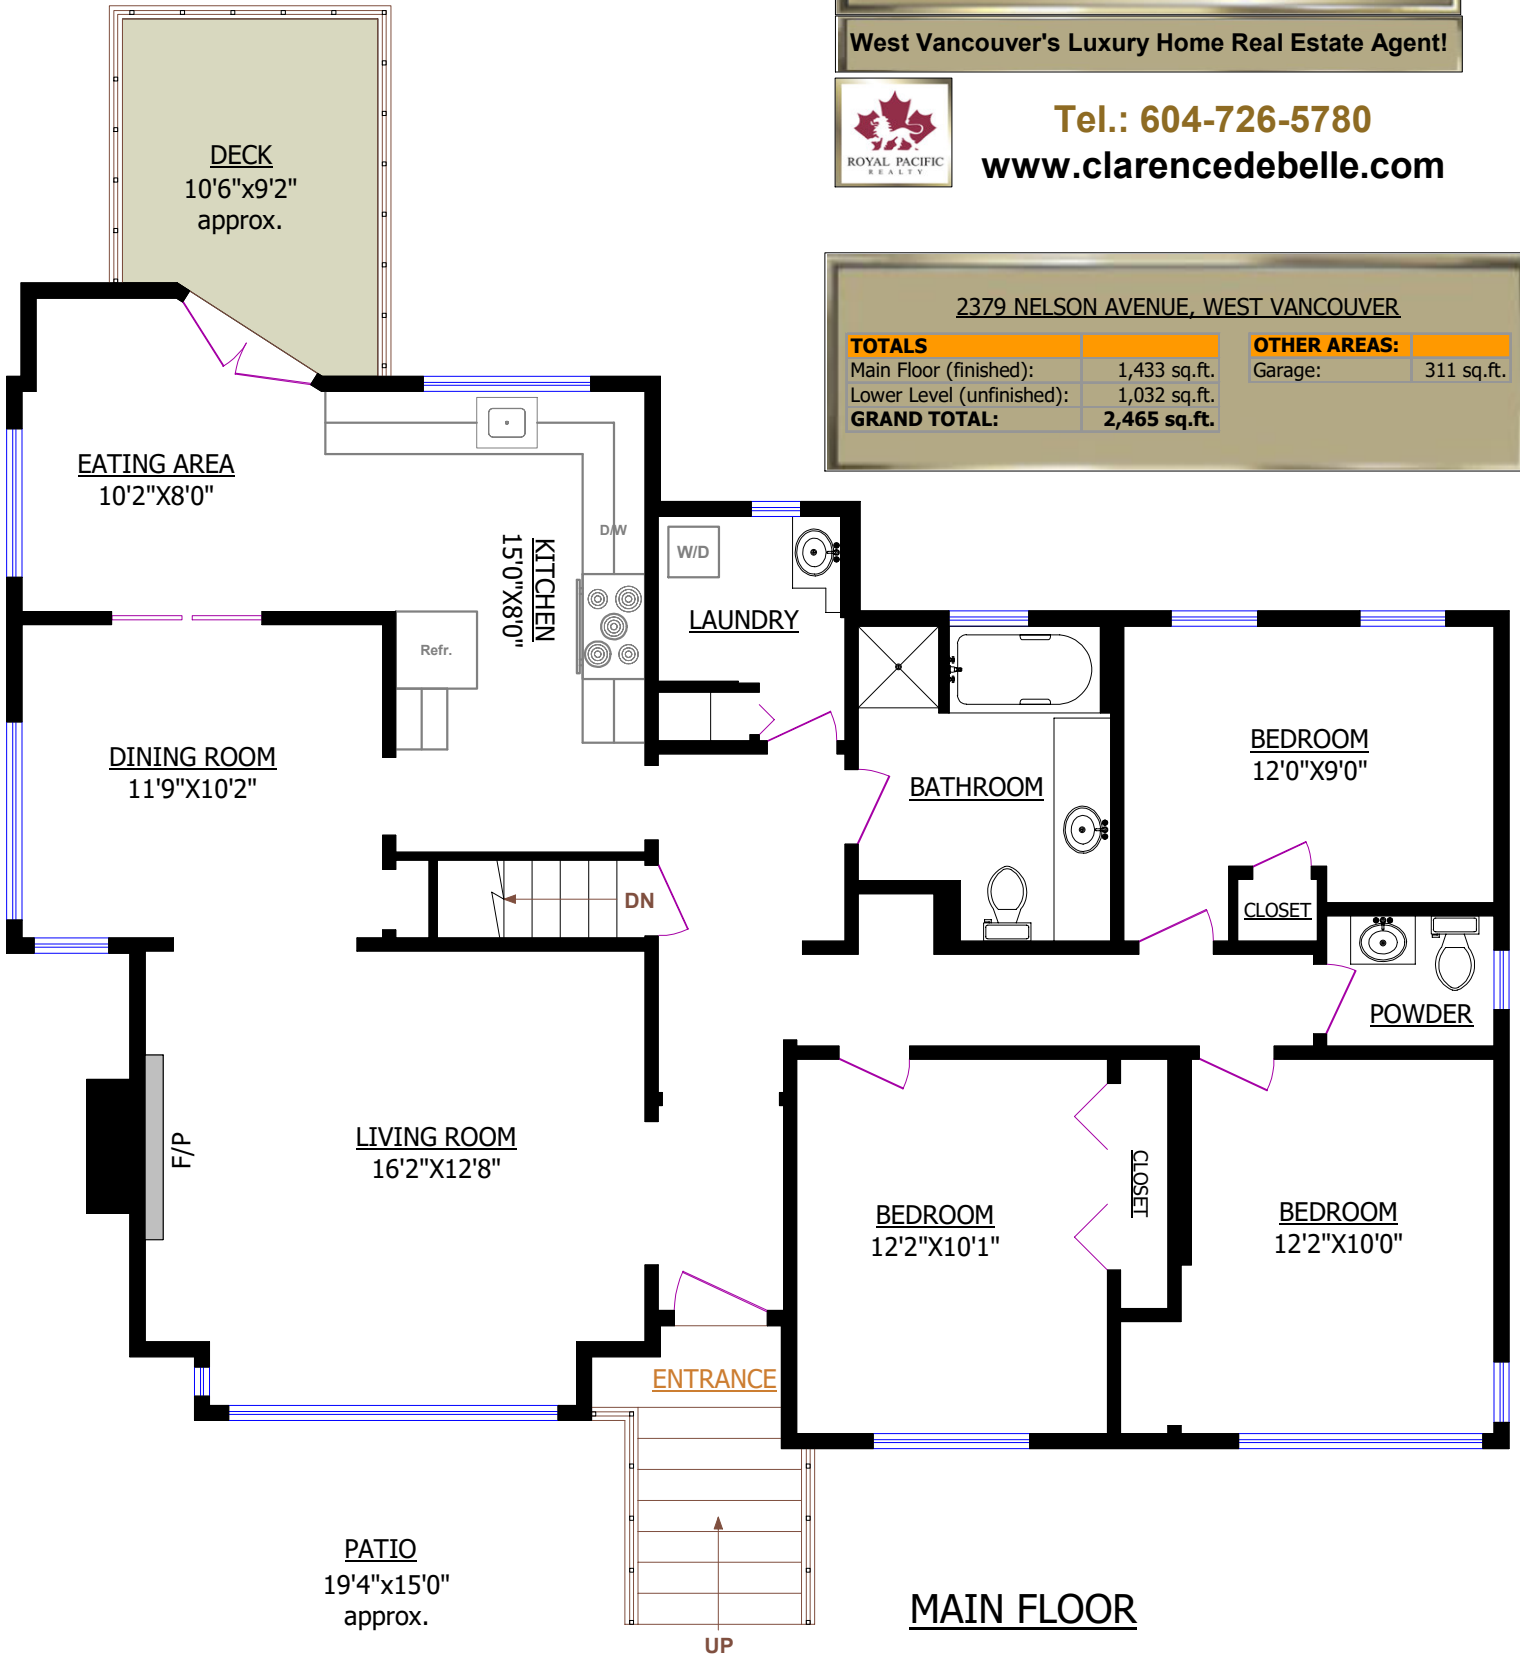 West Vancouver's Luxury Home Real Estate Agent!
ROYAL PACIFIC
REALTY
Tel.: 604-726-5780
www.clarencedebelle.com
2379 NELSON AVENUE, WEST VANCOUVER
TOTALS
Main Floor (finished): 1,433 sq.ft.
Lower Level (unfinished): 1,032 sq.ft.
GRAND TOTAL: 2,465 sq.ft.
OTHER AREAS:
Garage: 311 sq.ft.
DECK
10'6"x9'2"
approx.
EATING AREA
10'2"X8'0"
KITCHEN
15'0"X8'0"
D/W
Refr.
W/D
LAUNDRY
DINING ROOM
11'9"X10'2"
BATHROOM
BEDROOM
12'0"X9'0"
CLOSET
DN
POWDER
LIVING ROOM
16'2"X12'8"
F/P
BEDROOM
12'2"X10'1"
CLOSET
BEDROOM
12'2"X10'0"
ENTRANCE
PATIO
19'4"x15'0"
approx.
UP
MAIN FLOOR